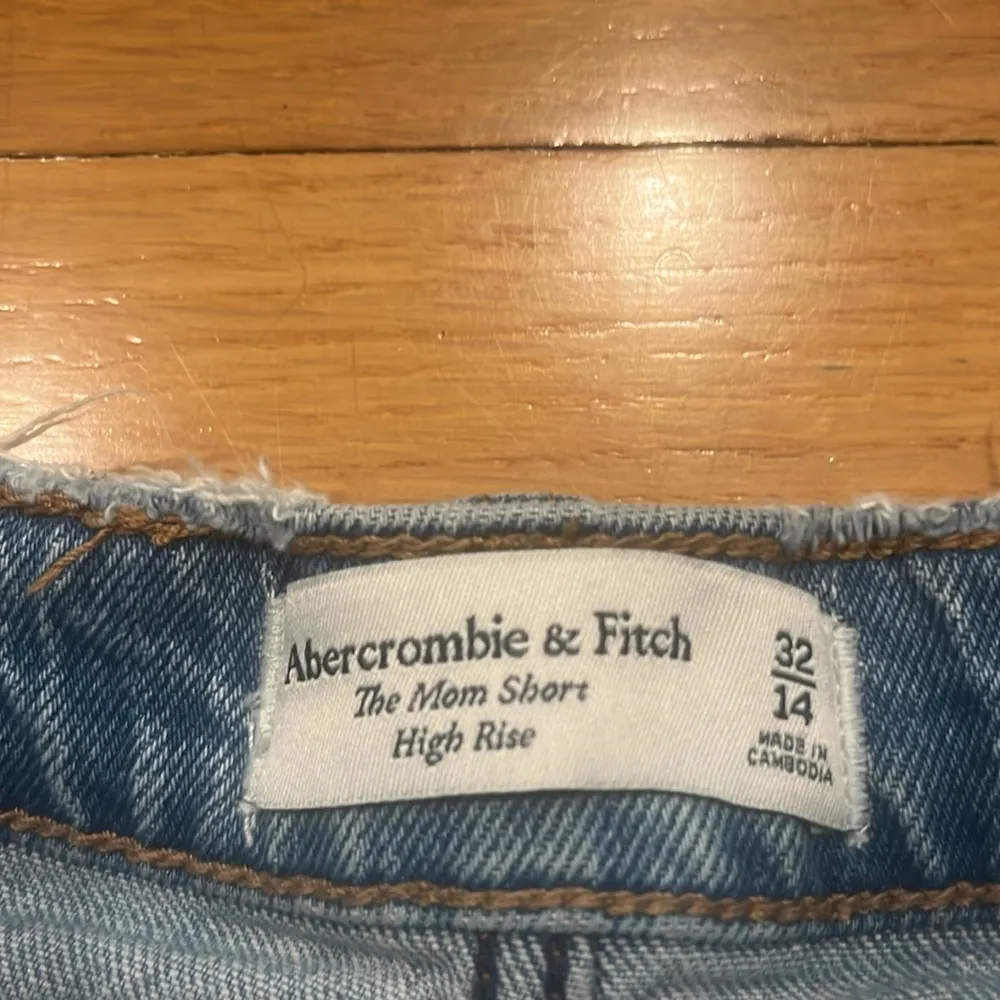 Abercrombie & Fitch
The Mom Short
High Rise
32
14
MADE IN
CAMBODIA